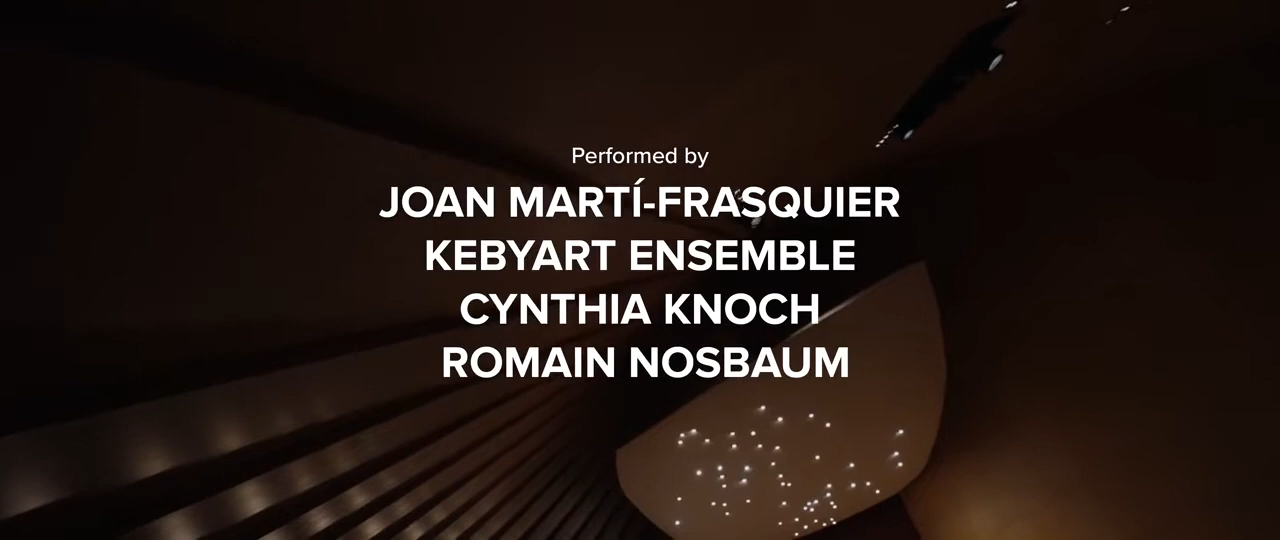 Performed by
JOAN MARTÍ-FRASQUIER
KEBYART ENSEMBLE
CYNTHIA KNOCH
ROMAIN NOSBAUM